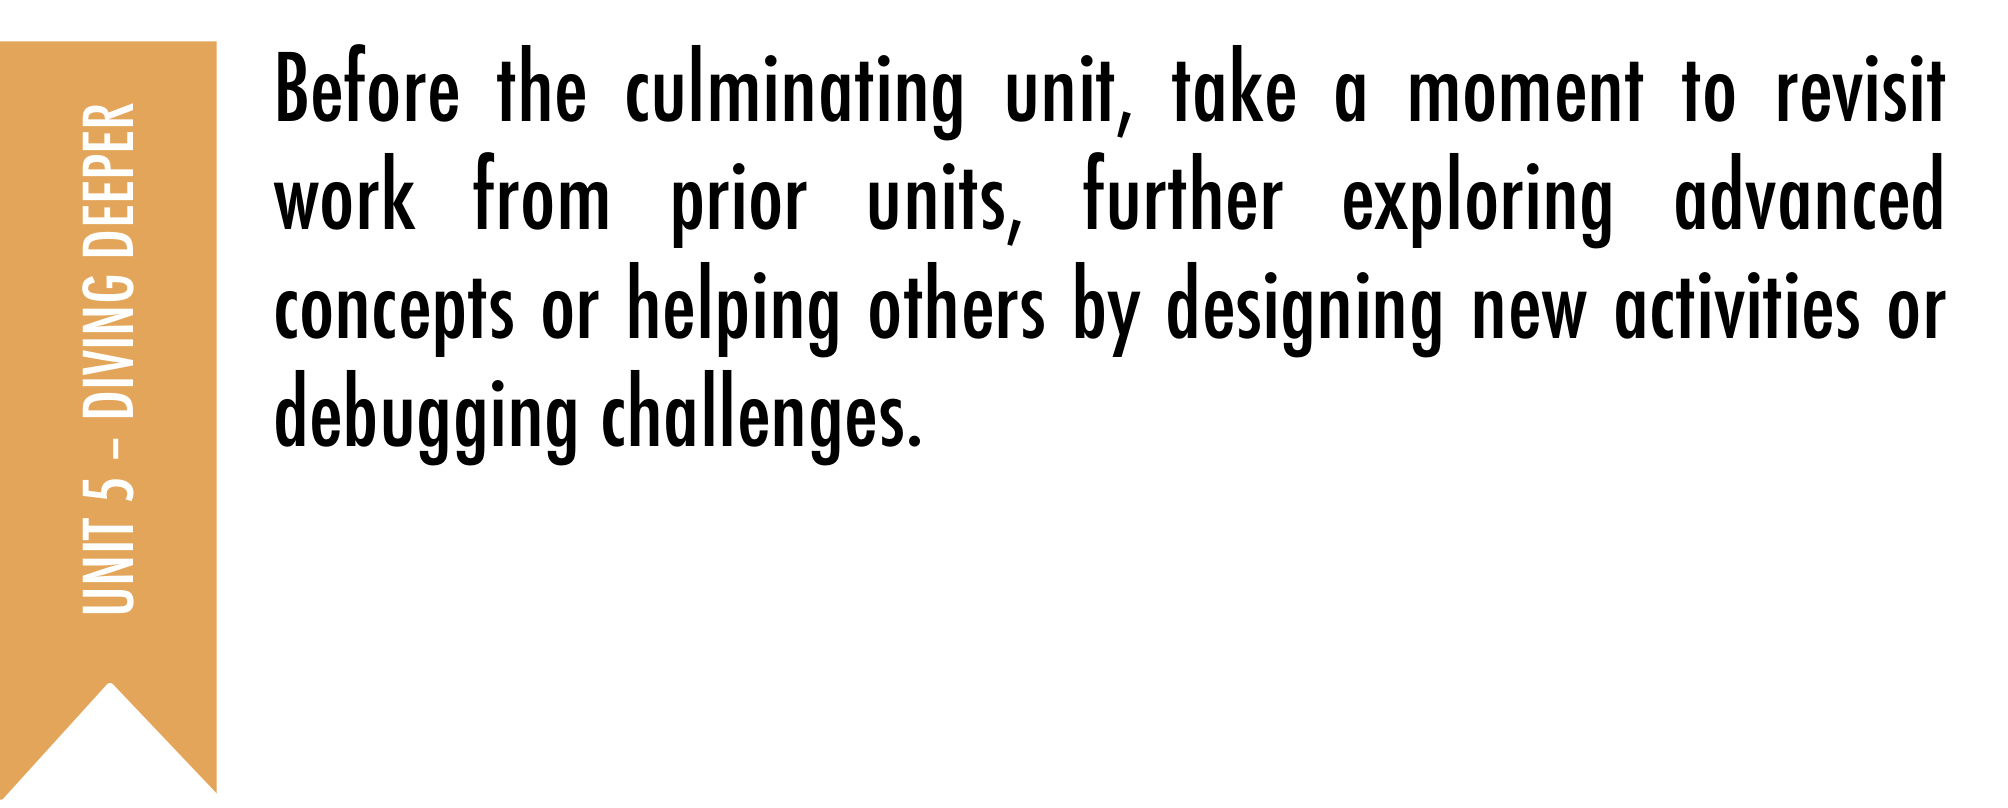 UNIT 5 – DIVING DEEPER
Before the culminating unit, take a moment to revisit
work from prior units, further exploring advanced
concepts or helping others by designing new activities or
debugging challenges.